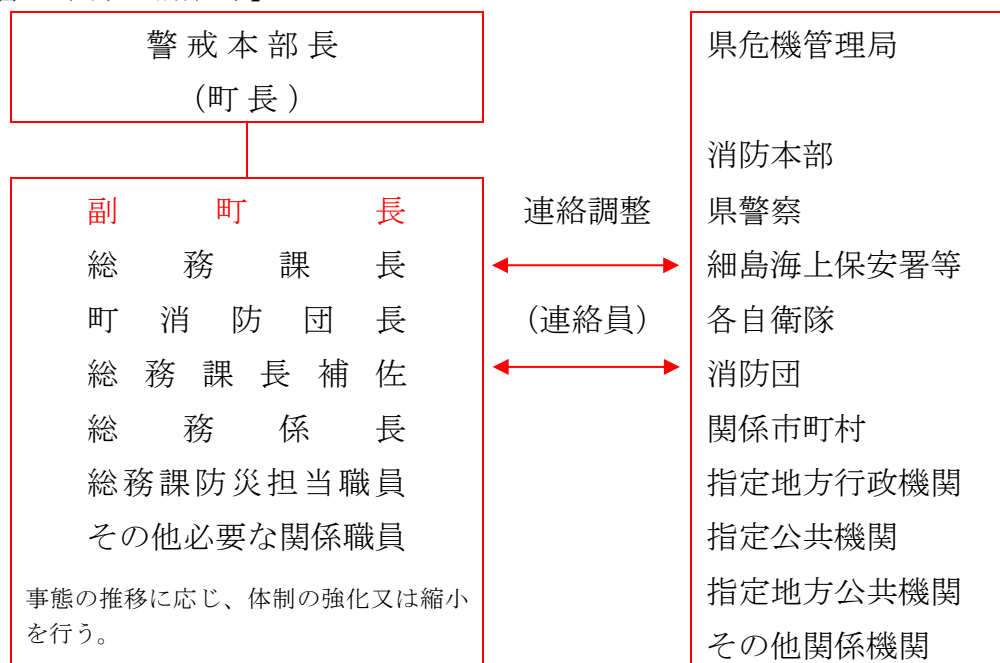 警戒本部長
(町長)
副町長
総務課長
町消防団長
総務課長補佐
総務係長
総務課防災担当職員
その他必要な関係職員
事態の推移に応じ、体制の強化又は縮小
を行う。
連絡調整
(連絡員)
県危機管理局
消防本部
県警察
細島海上保安署等
各自衛隊
消防団
関係市町村
指定地方行政機関
指定公共機関
指定地方公共機関
その他関係機関